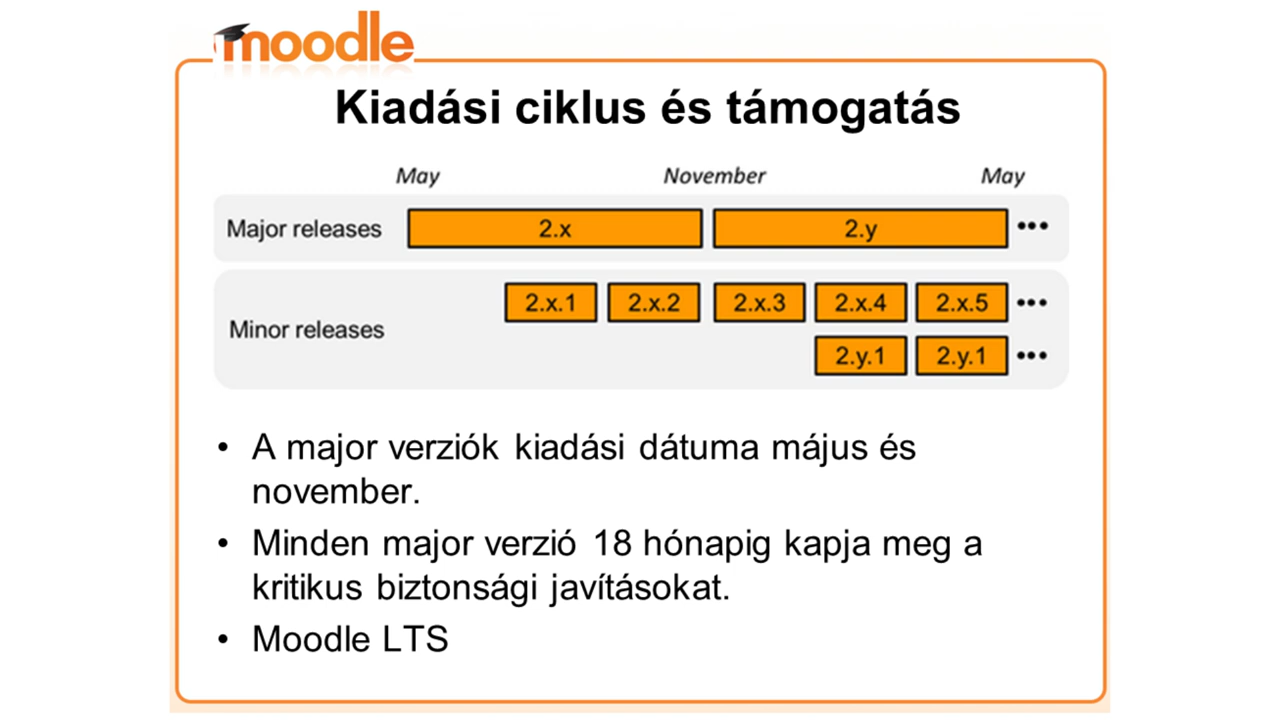 moodle
Kiadási ciklus és támogatás
May November May
Major releases 2.x 2.y •••
2.x.1 2.x.2 2.x.3 2.x.4 2.x.5 •••
Minor releases
2.y.1 2.y.1 •••
• A major verziók kiadási dátuma május és
november.
• Minden major verzió 18 hónapig kapja meg a
kritikus biztonsági javításokat.
• Moodle LTS